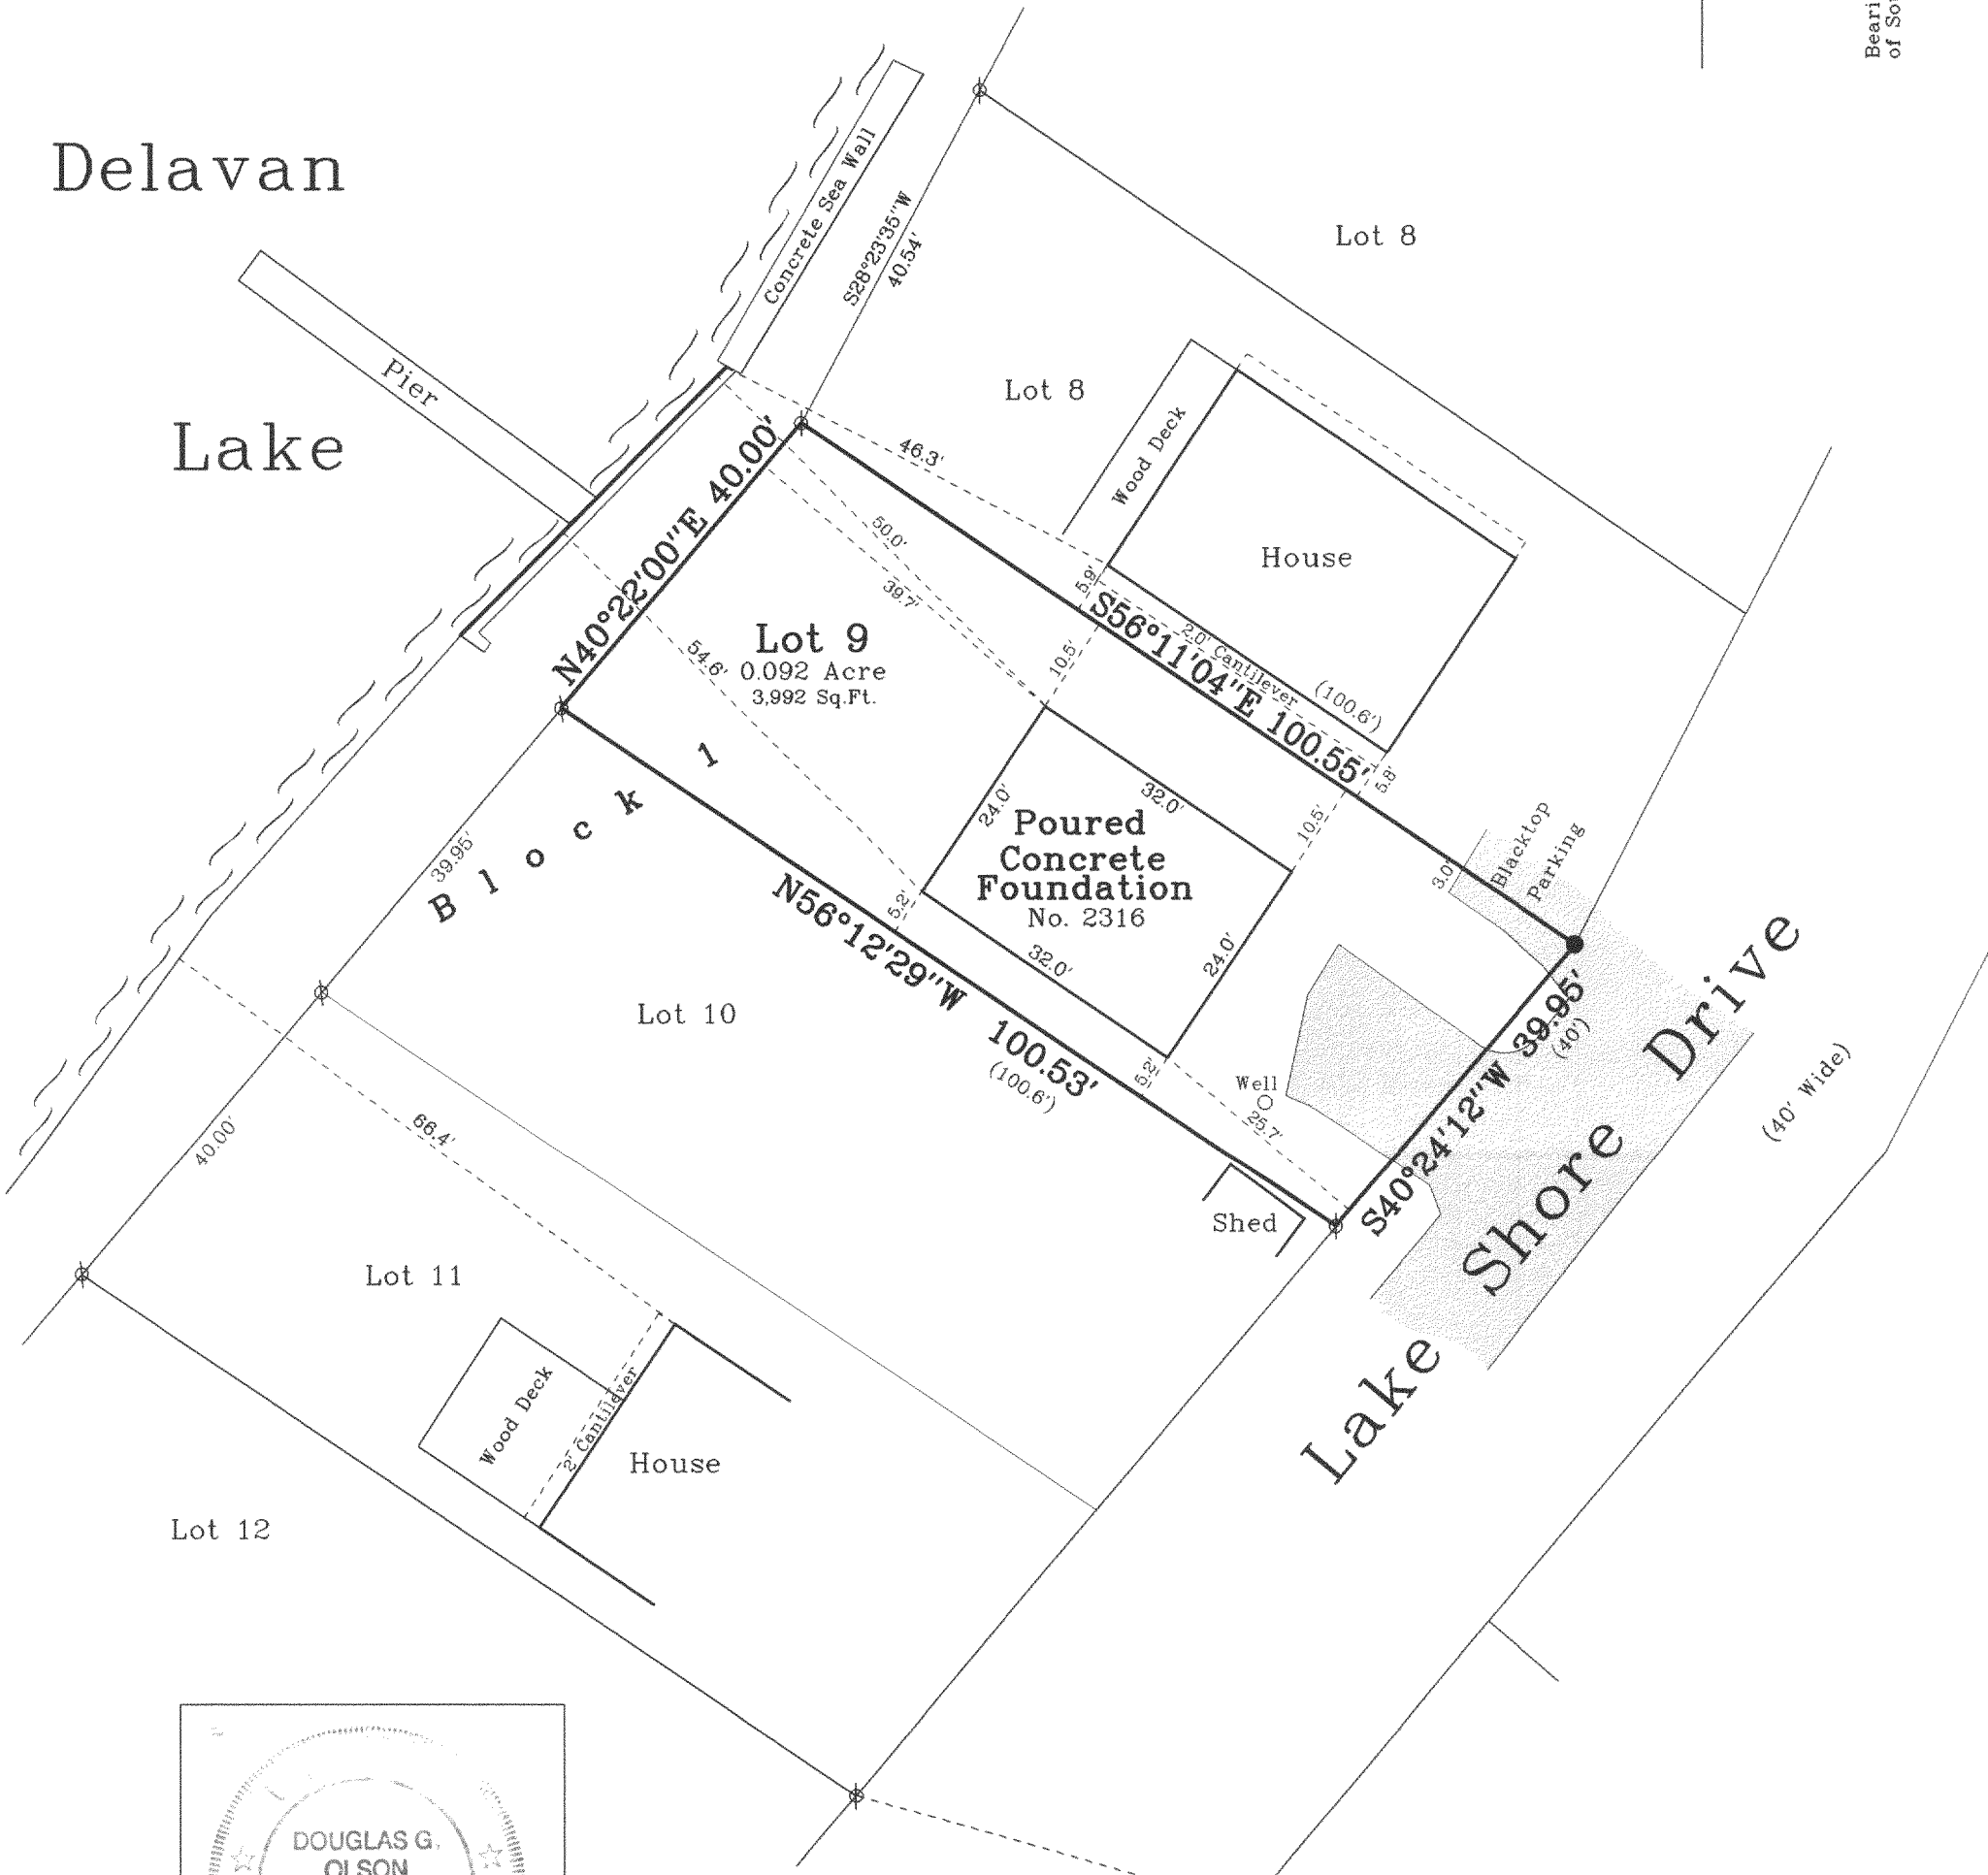 Beari
of Sou
Delavan
Lake
Pier
Concrete Sea Wall
S28°23'35"W
40.54'
Lot 8
Lot 8
Wood Deck
House
46.3'
50.0'
39.7'
54.6'
5.9'
10.5'
2.0' Cantilever
(100.6')
S56°11'04"E 100.55'
5.8'
10.5'
N40°22'00"E 40.00'
Lot 9
0.092 Acre
3,992 Sq.Ft.
Block 1
39.95'
24.0'
32.0'
Poured
Concrete
Foundation
No. 2316
32.0'
24.0'
5.2'
5.2'
N56°12'29"W 100.53'
(100.6')
3.0'
Blacktop
Parking
Well
25.7'
Shed
S40°24'12"W 39.95'
(40')
Lake Shore Drive
(40' Wide)
Lot 10
40.00'
66.4'
Lot 11
Wood Deck
2' Cantilever
House
Lot 12
DOUGLAS G.
OLSON